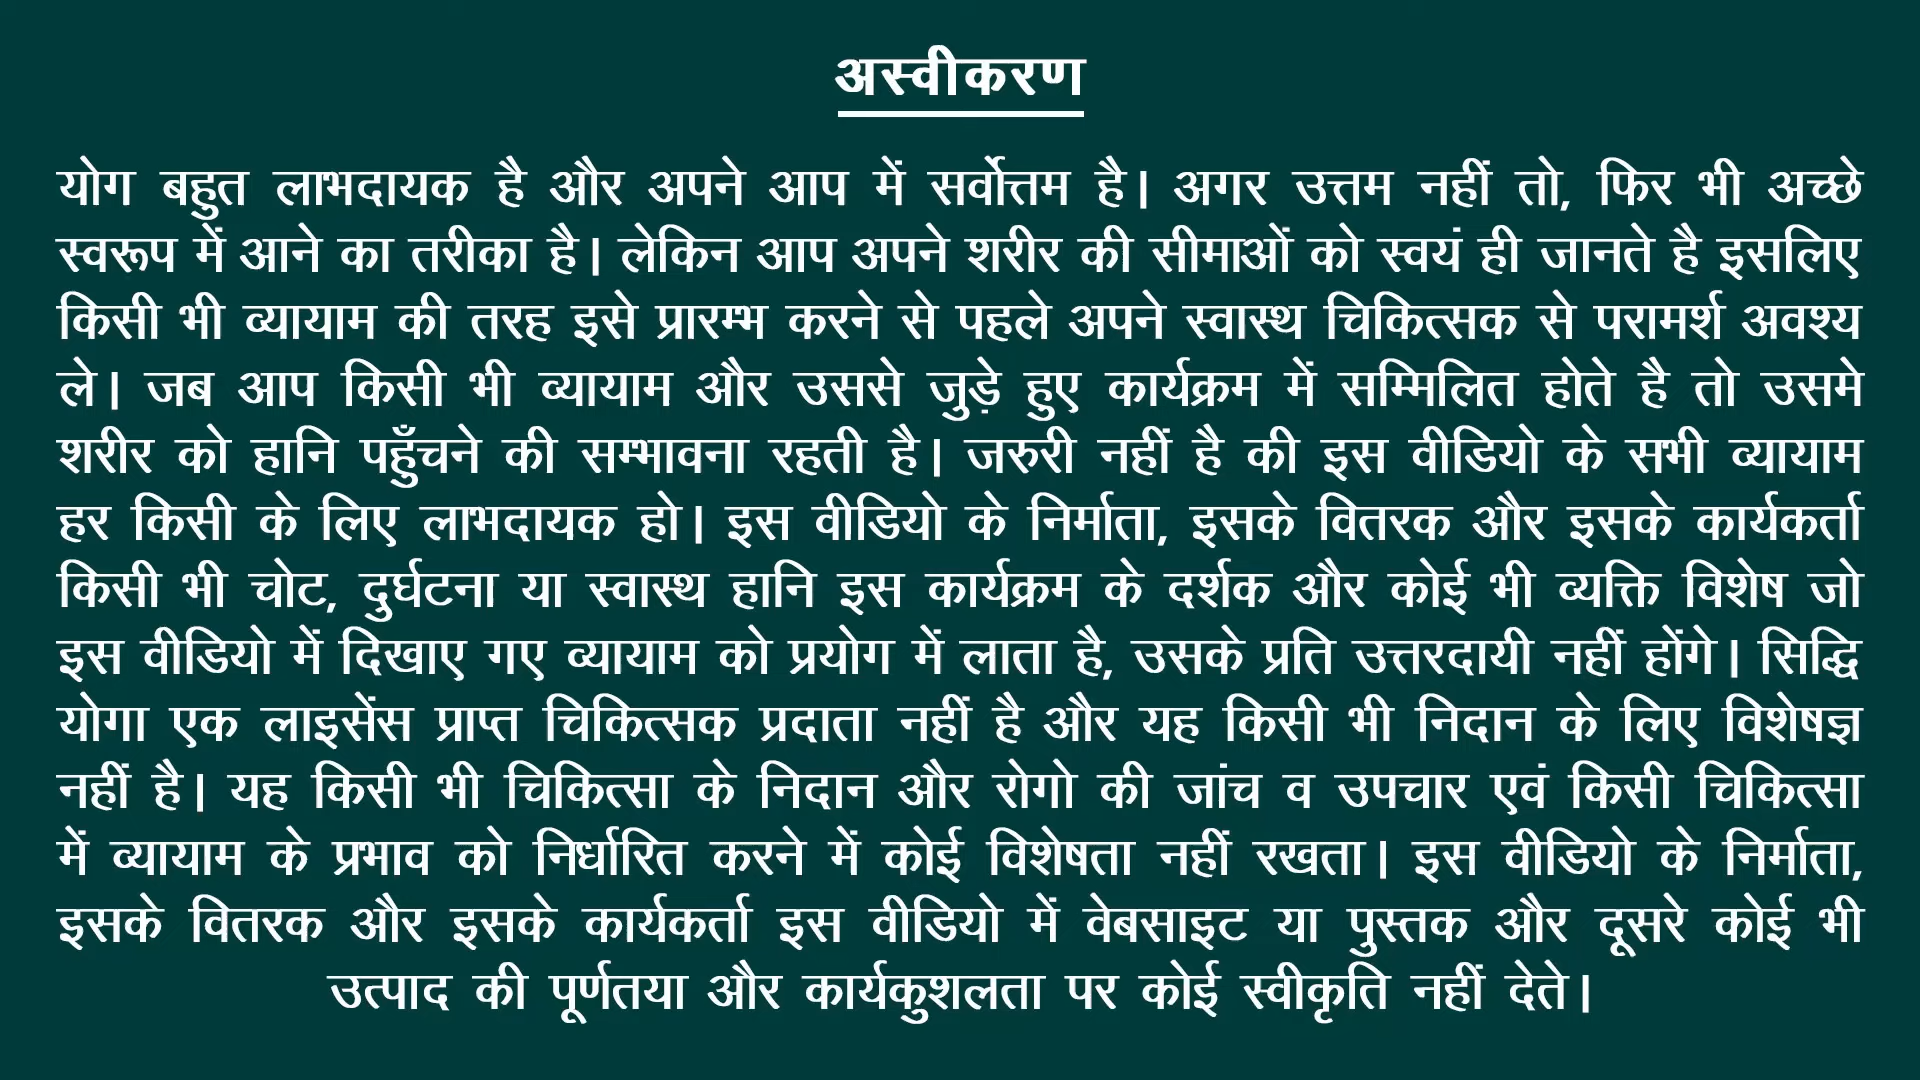 अस्वीकरण
योग बहुत लाभदायक है और अपने आप में सर्वोत्तम है। अगर उत्तम नहीं तो, फिर भी अच्छे
स्वरूप में आने का तरीका है। लेकिन आप अपने शरीर की सीमाओं को स्वयं ही जानते है इसलिए
किसी भी व्यायाम की तरह इसे प्रारम्भ करने से पहले अपने स्वास्थ चिकित्सक से परामर्श अवश्य
ले। जब आप किसी भी व्यायाम और उससे जुड़े हुए कार्यक्रम में सम्मिलित होते है तो उसमे
शरीर को हानि पहुँचने की सम्भावना रहती है। जरुरी नहीं है की इस वीडियो के सभी व्यायाम
हर किसी के लिए लाभदायक हो। इस वीडियो के निर्माता, इसके वितरक और इसके कार्यकर्ता
किसी भी चोट, दुर्घटना या स्वास्थ हानि इस कार्यक्रम के दर्शक और कोई भी व्यक्ति विशेष जो
इस वीडियो में दिखाए गए व्यायाम को प्रयोग में लाता है, उसके प्रति उत्तरदायी नहीं होंगे। सिद्धि
योगा एक लाइसेंस प्राप्त चिकित्सक प्रदाता नहीं है और यह किसी भी निदान के लिए विशेषज्ञ
नहीं है। यह किसी भी चिकित्सा के निदान और रोगो की जांच व उपचार एवं किसी चिकित्सा
में व्यायाम के प्रभाव को निर्धारित करने में कोई विशेषता नहीं रखता। इस वीडियो के निर्माता,
इसके वितरक और इसके कार्यकर्ता इस वीडियो में वेबसाइट या पुस्तक और दूसरे कोई भी
उत्पाद की पूर्णतया और कार्यकुशलता पर कोई स्वीकृति नहीं देते।